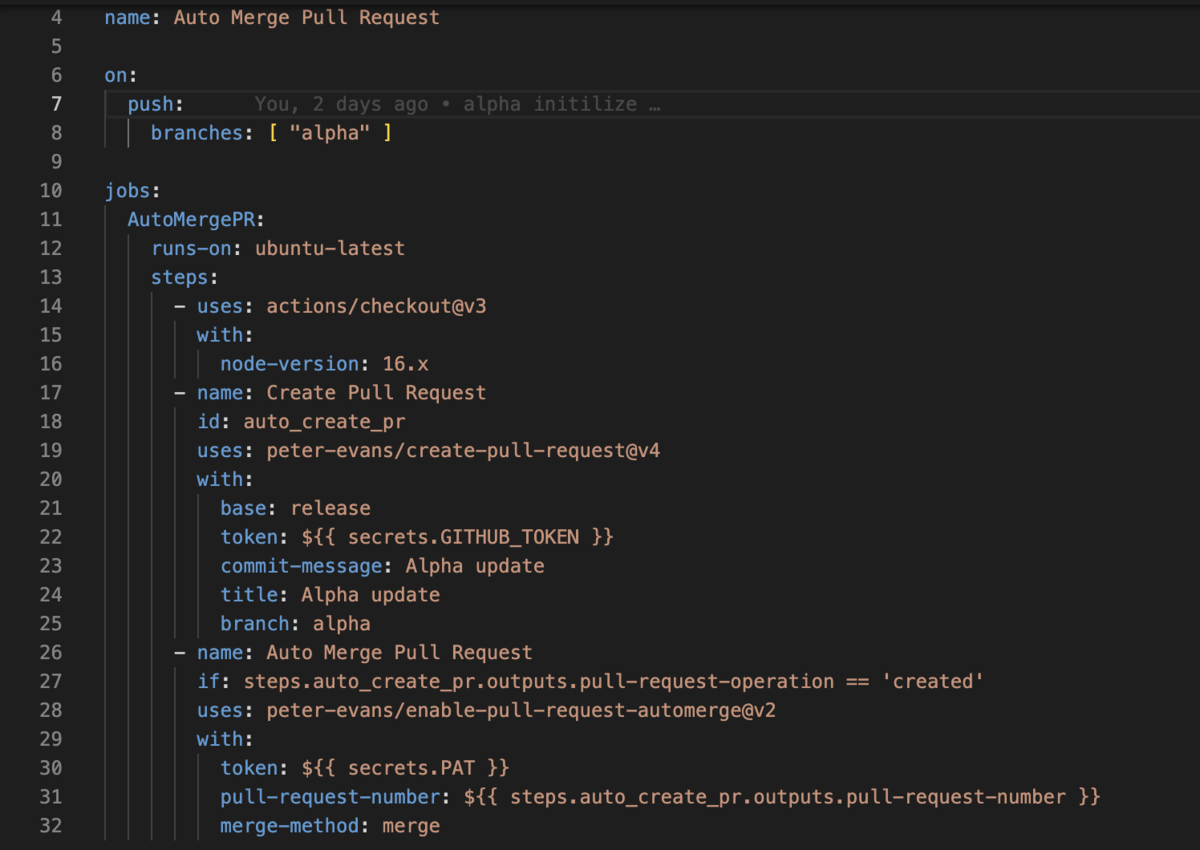 4 name: Auto Merge Pull Request
5
6 on:
7   push: You, 2 days ago • alpha initilize …
8     branches: [ "alpha" ]
9
10 jobs:
11   AutoMergePR:
12     runs-on: ubuntu-latest
13     steps:
14       - uses: actions/checkout@v3
15         with:
16           node-version: 16.x
17       - name: Create Pull Request
18         id: auto_create_pr
19         uses: peter-evans/create-pull-request@v4
20         with:
21           base: release
22           token: ${{ secrets.GITHUB_TOKEN }}
23           commit-message: Alpha update
24           title: Alpha update
25           branch: alpha
26       - name: Auto Merge Pull Request
27         if: steps.auto_create_pr.outputs.pull-request-operation == 'created'
28         uses: peter-evans/enable-pull-request-automerge@v2
29         with:
30           token: ${{ secrets.PAT }}
31           pull-request-number: ${{ steps.auto_create_pr.outputs.pull-request-number }}
32           merge-method: merge